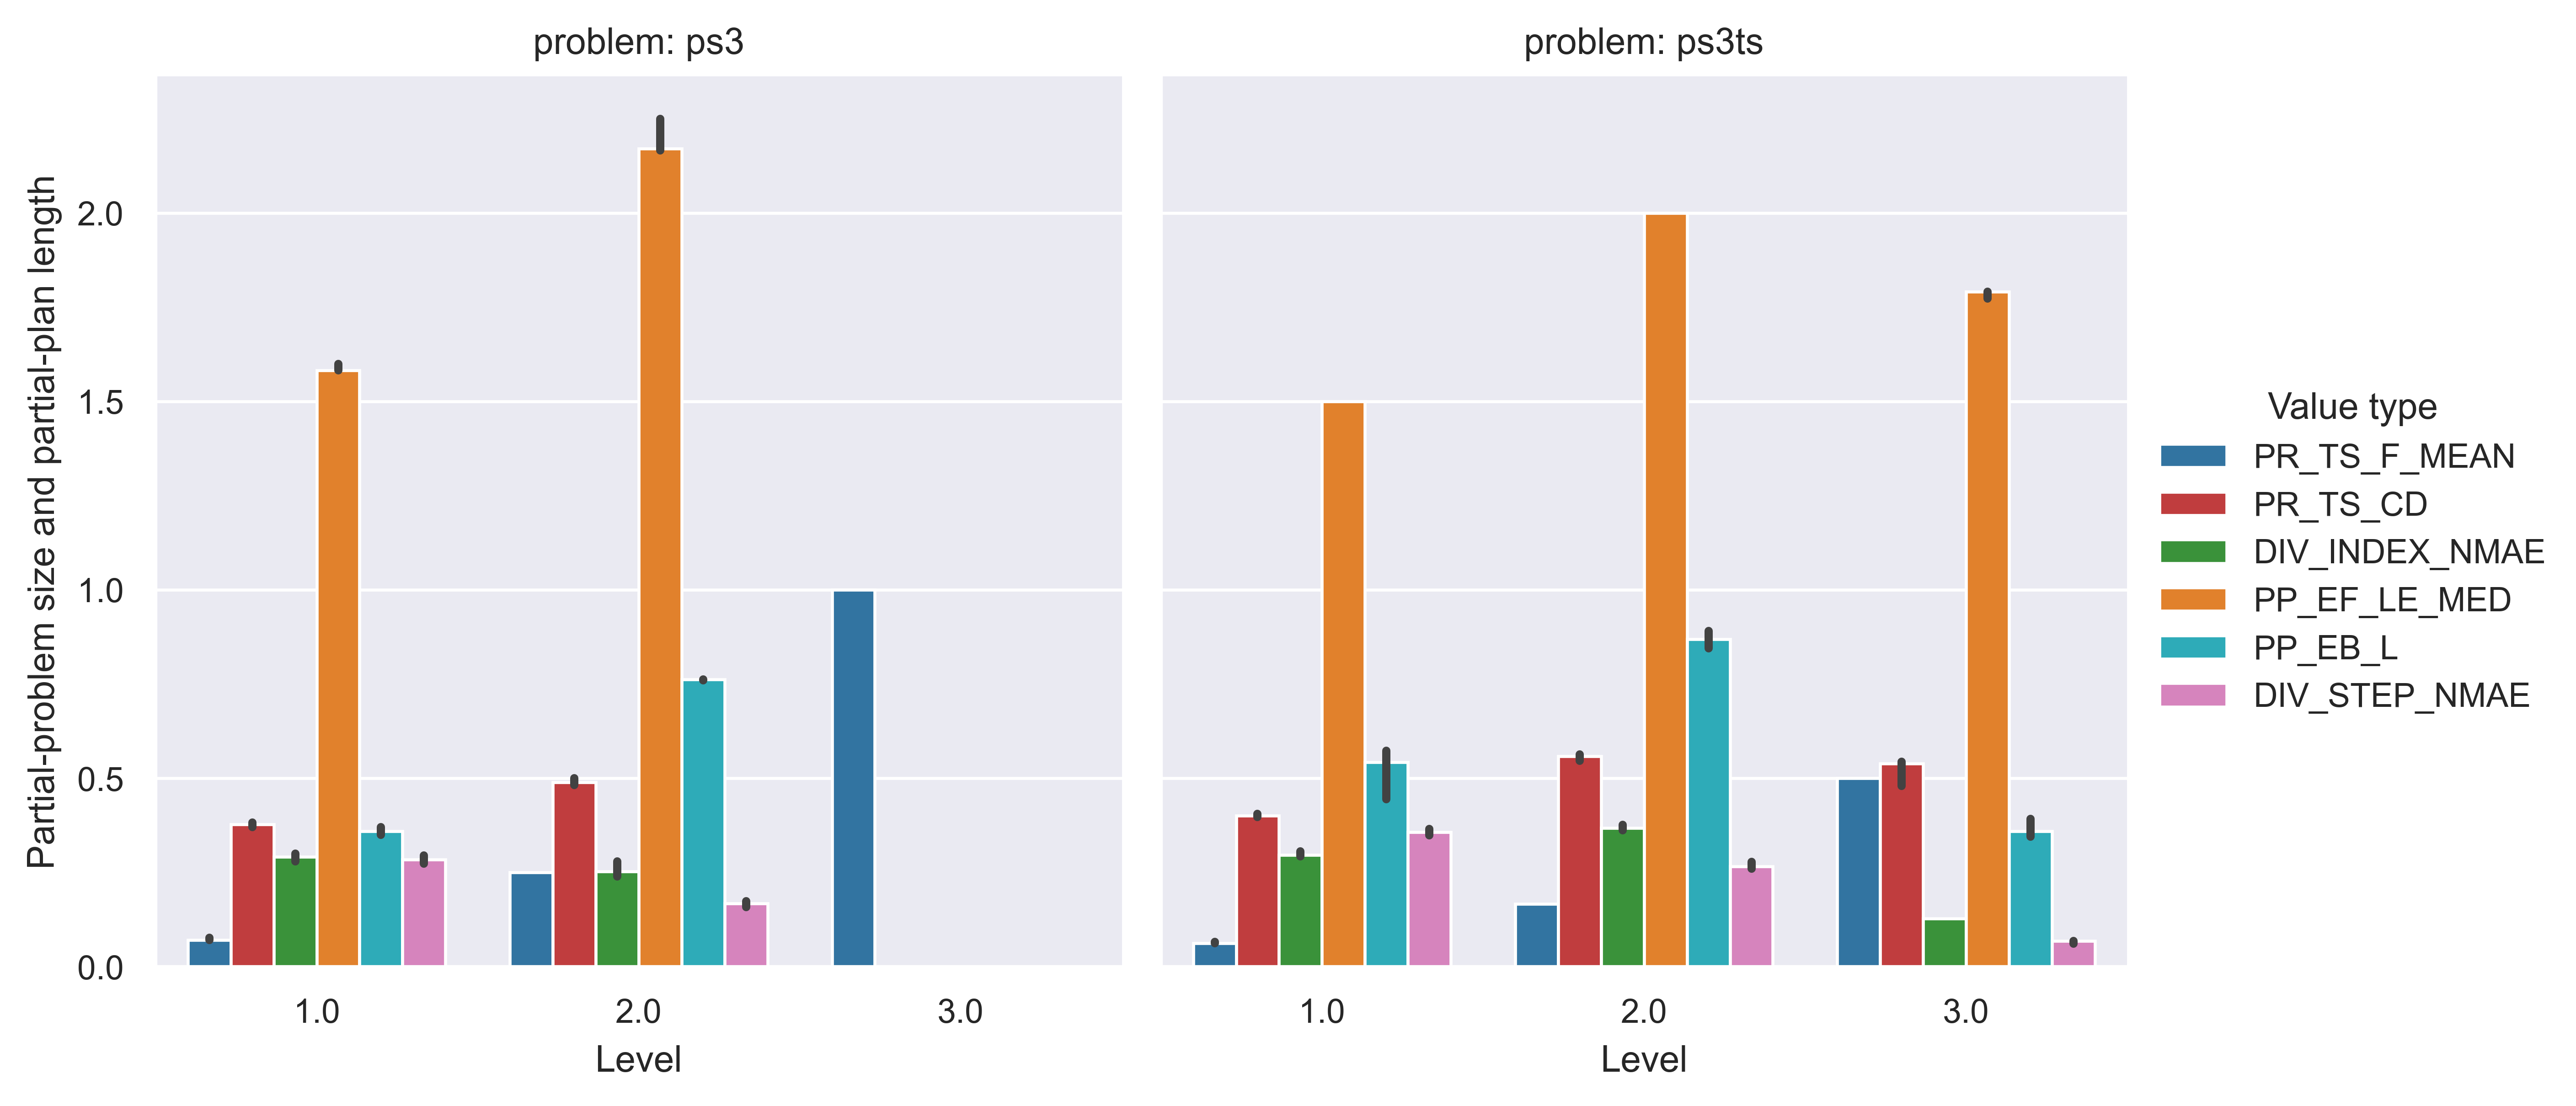 problem: ps3
problem: ps3ts
Partial-problem size and partial-plan length
2.0
1.5
1.0
0.5
0.0
1.0
2.0
3.0
1.0
2.0
3.0
Level
Level
Value type
PR_TS_F_MEAN
PR_TS_CD
DIV_INDEX_NMAE
PP_EF_LE_MED
PP_EB_L
DIV_STEP_NMAE